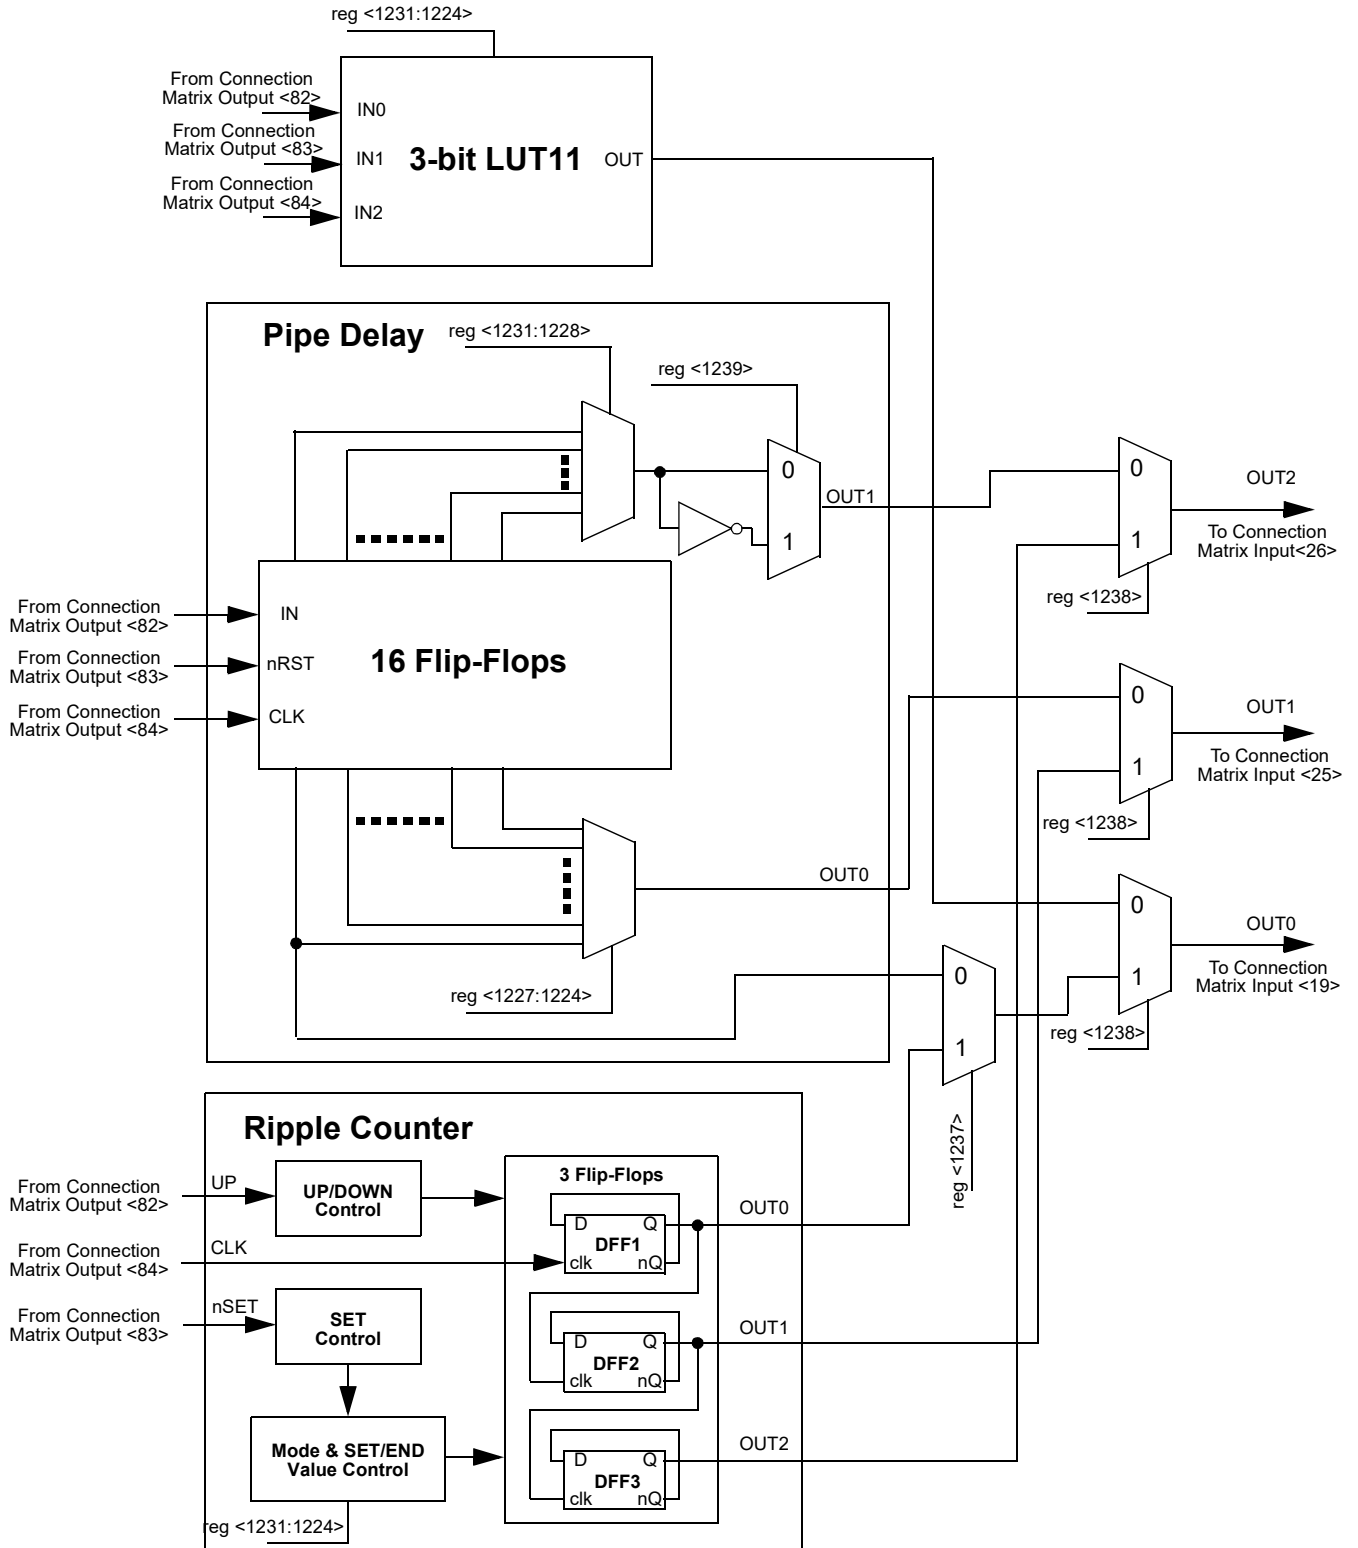 reg <1231:1224>
From Connection
Matrix Output <82>
IN0
From Connection
Matrix Output <83>
IN1
3-bit LUT11
OUT
From Connection
Matrix Output <84>
IN2
Pipe Delay
reg <1231:1228>
reg <1239>
0
1
OUT1
0
1
OUT2
To Connection
Matrix Input<26>
reg <1238>
From Connection
Matrix Output <82>
IN
From Connection
Matrix Output <83>
nRST
16 Flip-Flops
From Connection
Matrix Output <84>
CLK
0
1
OUT1
To Connection
Matrix Input <25>
reg <1238>
OUT0
reg <1227:1224>
0
1
OUT0
To Connection
Matrix Input <19>
reg <1238>
0
1
reg <1237>
Ripple Counter
From Connection
Matrix Output <82>
UP
UP/DOWN
Control
3 Flip-Flops
D
Q
DFF1
clk
nQ
OUT0
From Connection
Matrix Output <84>
CLK
From Connection
Matrix Output <83>
nSET
SET
Control
D
Q
DFF2
clk
nQ
OUT1
Mode & SET/END
Value Control
D
Q
DFF3
clk
nQ
OUT2
reg <1231:1224>